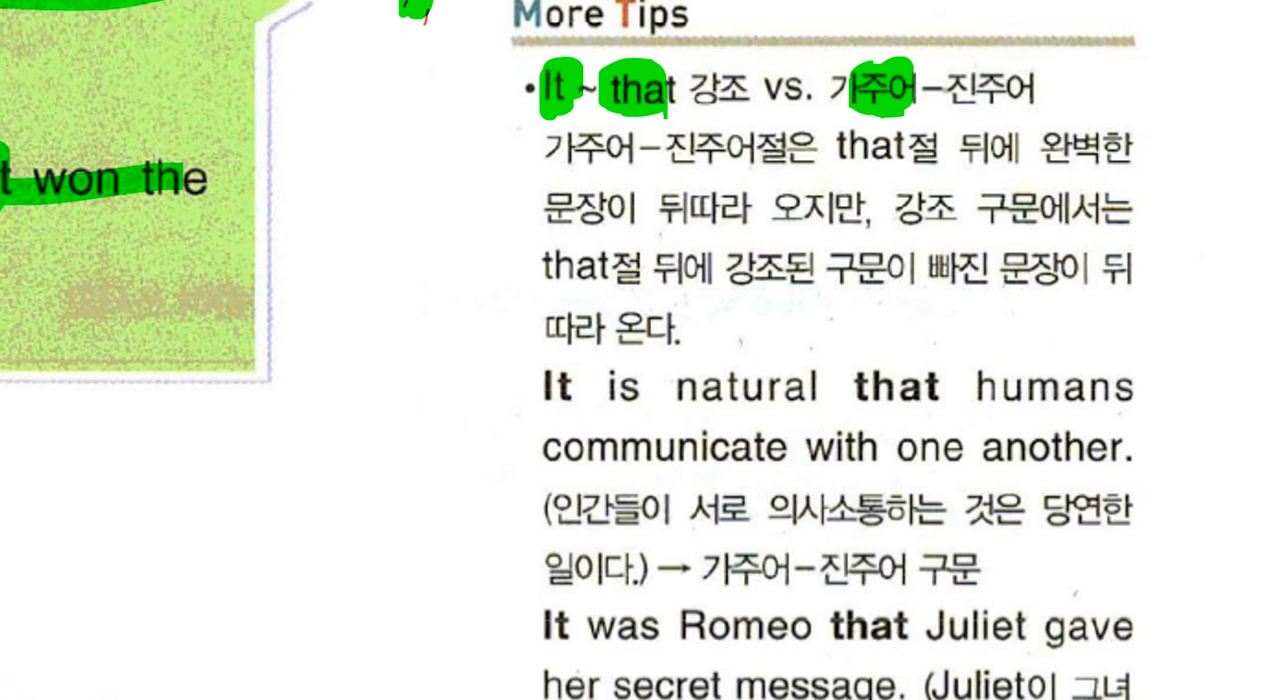 More Tips
• It ~ that 강조 vs. 가주어-진주어
가주어-진주어절은 that절 뒤에 완벽한
문장이 뒤따라 오지만, 강조 구문에서는
that절 뒤에 강조된 구문이 빠진 문장이 뒤
따라 온다.
It is natural that humans
communicate with one another.
(인간들이 서로 의사소통하는 것은 당연한
일이다.) → 가주어-진주어 구문
It was Romeo that Juliet gave
her secret message. (Juliet이 그녀
t won the